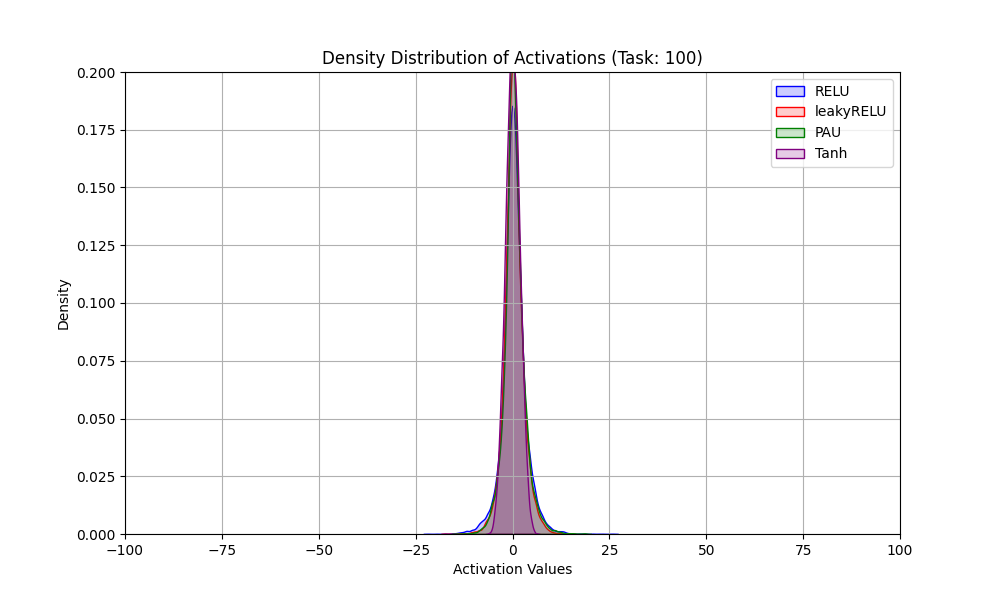 Density Distribution of Activations (Task: 100)
0.200
0.175
0.150
0.125
0.100
0.075
0.050
0.025
0.000
Density
RELU
leakyRELU
PAU
Tanh
−100
−75
−50
−25
0
25
50
75
100
Activation Values